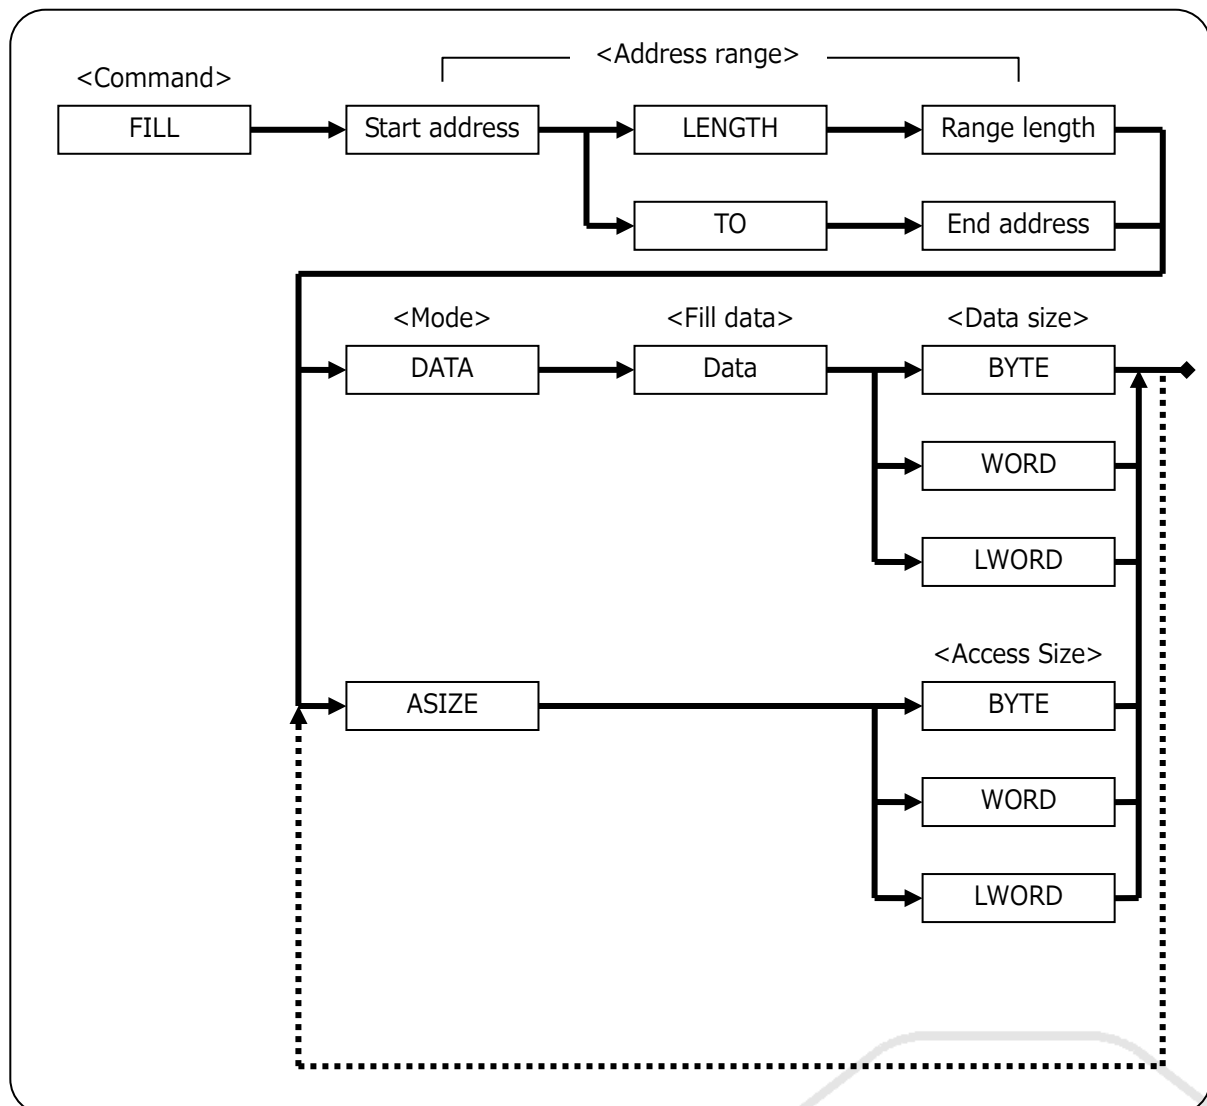 <Address range>
<Command>
FILL Start address LENGTH Range length
TO End address
<Mode> <Fill data> <Data size>
DATA Data BYTE
WORD
LWORD
<Access Size>
ASIZE BYTE
WORD
LWORD